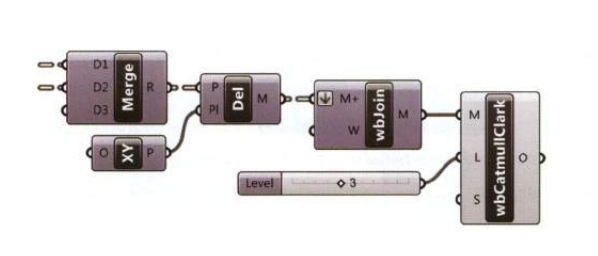 D1
D2
D3
Merge
R
O
XY
P
P
Pl
Del
M
M+
W
wbJoin
M
Level
3
M
L
S
wbCatmullClark
O